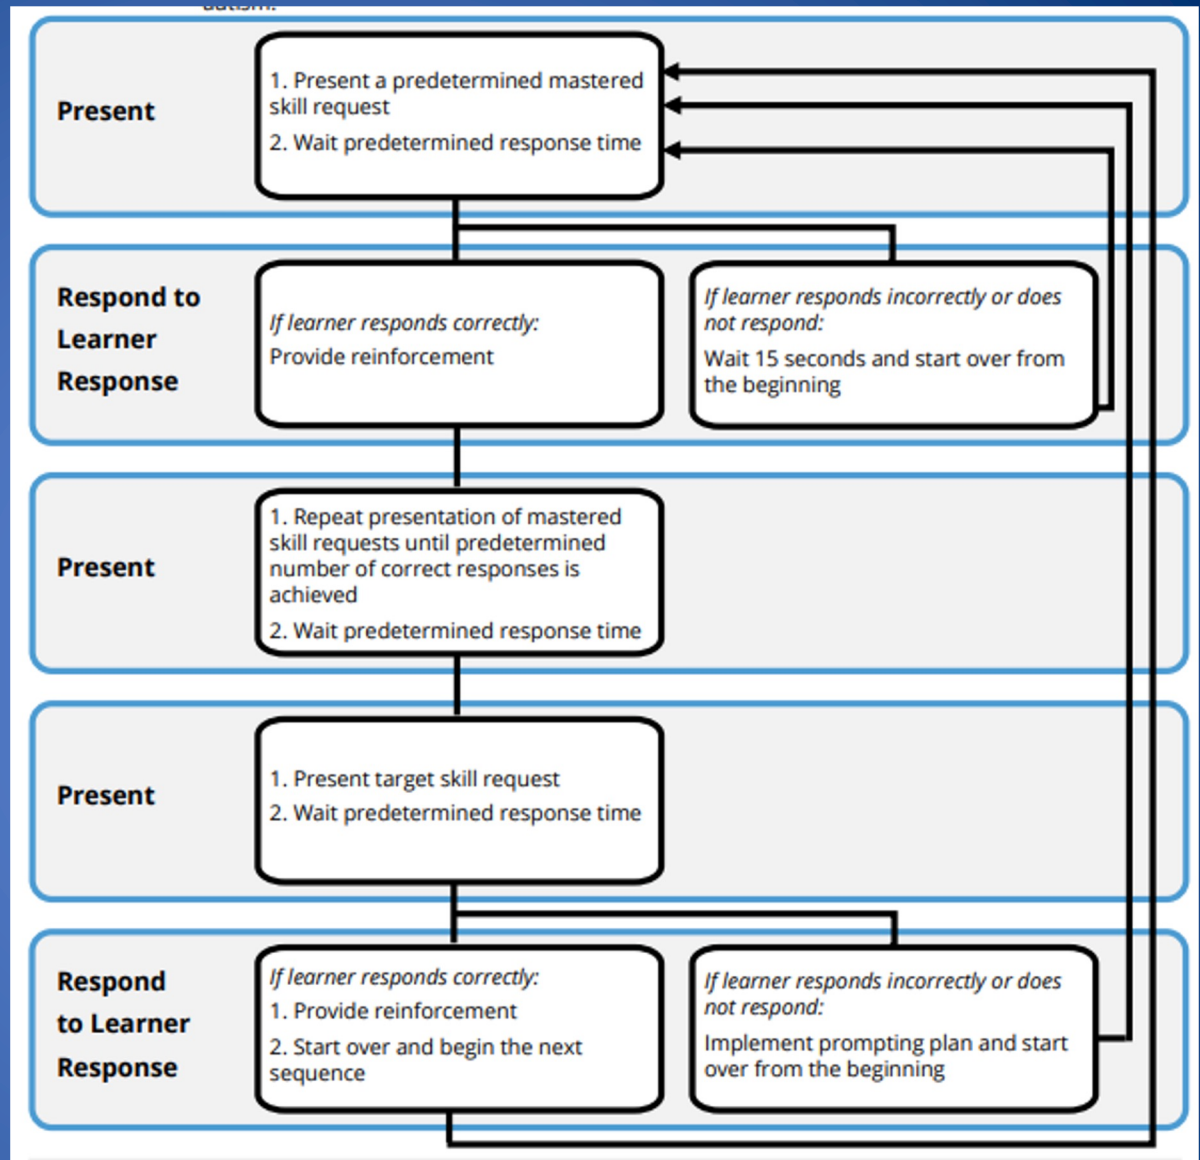 autism.
Present
1. Present a predetermined mastered
skill request
2. Wait predetermined response time
Respond to
Learner
Response
If learner responds correctly:
Provide reinforcement
If learner responds incorrectly or does
not respond:
Wait 15 seconds and start over from
the beginning
Present
1. Repeat presentation of mastered
skill requests until predetermined
number of correct responses is
achieved
2. Wait predetermined response time
Present
1. Present target skill request
2. Wait predetermined response time
Respond
to Learner
Response
If learner responds correctly:
1. Provide reinforcement
2. Start over and begin the next
sequence
If learner responds incorrectly or does
not respond:
Implement prompting plan and start
over from the beginning